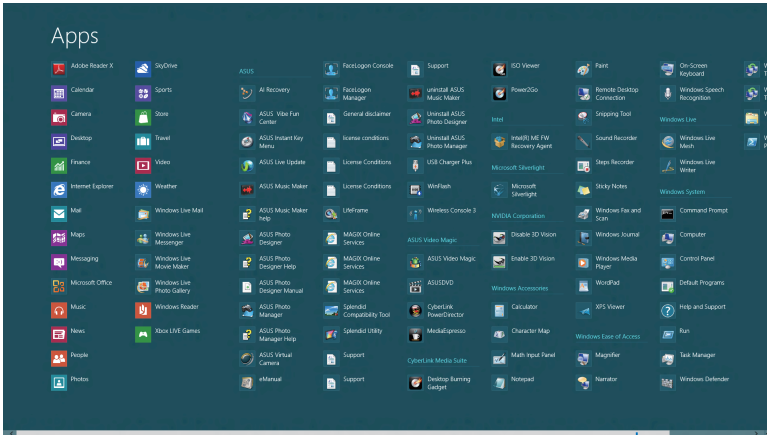 Apps
Adobe Reader X
Calendar
Camera
Desktop
Finance
Internet Explorer
Mail
Maps
Messaging
Microsoft Office
Music
News
People
Photos
SkyDrive
Sports
Store
Travel
Video
Weather
Windows Live Mail
Windows Live
Messenger
Windows Live
Movie Maker
Windows Live
Photo Gallery
Windows Reader
Xbox LIVE Games
ASUS
AI Recovery
ASUS Vibe Fun
Center
ASUS Instant Key
Menu
ASUS Live Update
ASUS Music Maker
ASUS Music Maker
help
ASUS Photo
Designer
ASUS Photo
Designer Help
ASUS Photo
Designer Manual
ASUS Photo
Manager
ASUS Photo
Manager Help
ASUS Virtual
Camera
eManual
FaceLogon Console
FaceLogon
Manager
General disclaimer
license conditions
License Conditions
License Conditions
LifeFrame
MAGIX Online
Services
MAGIX Online
Services
MAGIX Online
Services
Splendid
Compatibility Tool
Splendid Utility
Support
Support
Support
uninstall ASUS
Music Maker
Uninstall ASUS
Photo Designer
Uninstall ASUS
Photo Manager
USB Charger Plus
WinFlash
Wireless Console 3
ASUS Video Magic
ASUS Video Magic
ASUSDVD
CyberLink
PowerDirector
MediaEspresso
CyberLink Media Suite
Desktop Burning
Gadget
ISO Viewer
Power2Go
Intel
Intel(R) ME FW
Recovery Agent
Microsoft Silverlight
Microsoft
Silverlight
NVIDIA Corporation
Disable 3D Vision
Enable 3D Vision
Windows Accessories
Calculator
Character Map
Math Input Panel
Notepad
Paint
Remote Desktop
Connection
Snipping Tool
Sound Recorder
Steps Recorder
Sticky Notes
Windows Fax and
Scan
Windows Journal
Windows Media
Player
WordPad
XPS Viewer
Windows Ease of Access
Magnifier
Narrator
On-Screen
Keyboard
Windows Speech
Recognition
Windows Live
Windows Live
Mesh
Windows Live
Writer
Windows System
Command Prompt
Computer
Control Panel
Default Programs
Help and Support
Run
Task Manager
Windows Defender